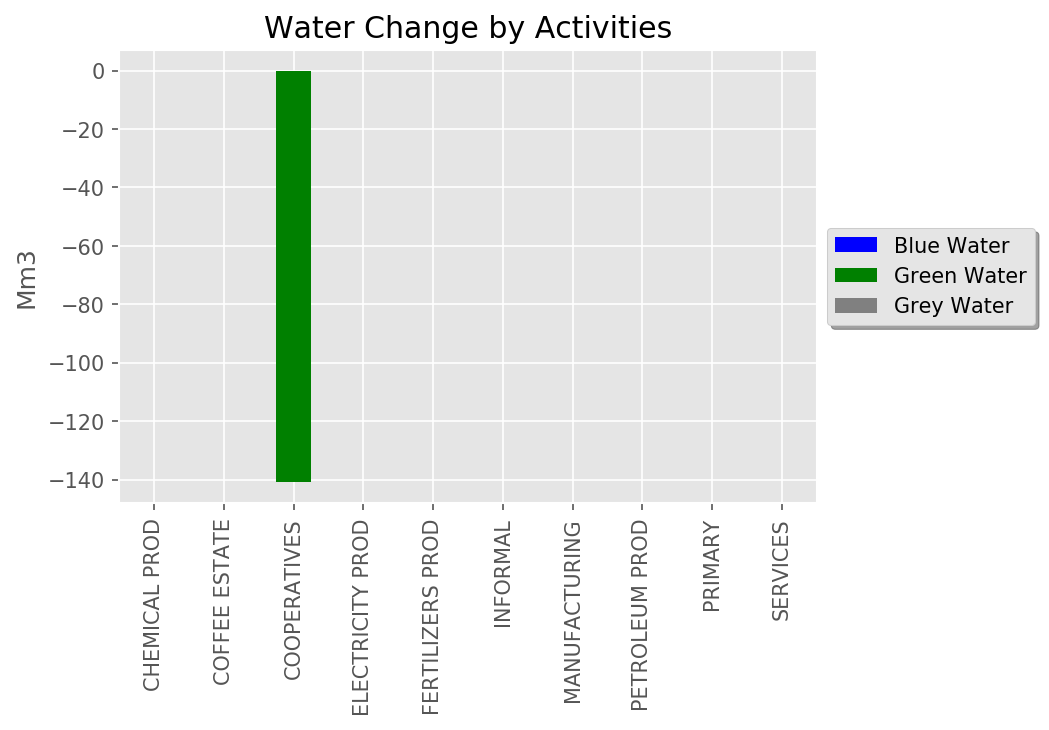 Water Change by Activities
Mm3
0
−20
−40
−60
−80
−100
−120
−140
CHEMICAL PROD
COFFEE ESTATE
COOPERATIVES
ELECTRICITY PROD
FERTILIZERS PROD
INFORMAL
MANUFACTURING
PETROLEUM PROD
PRIMARY
SERVICES
Blue Water
Green Water
Grey Water